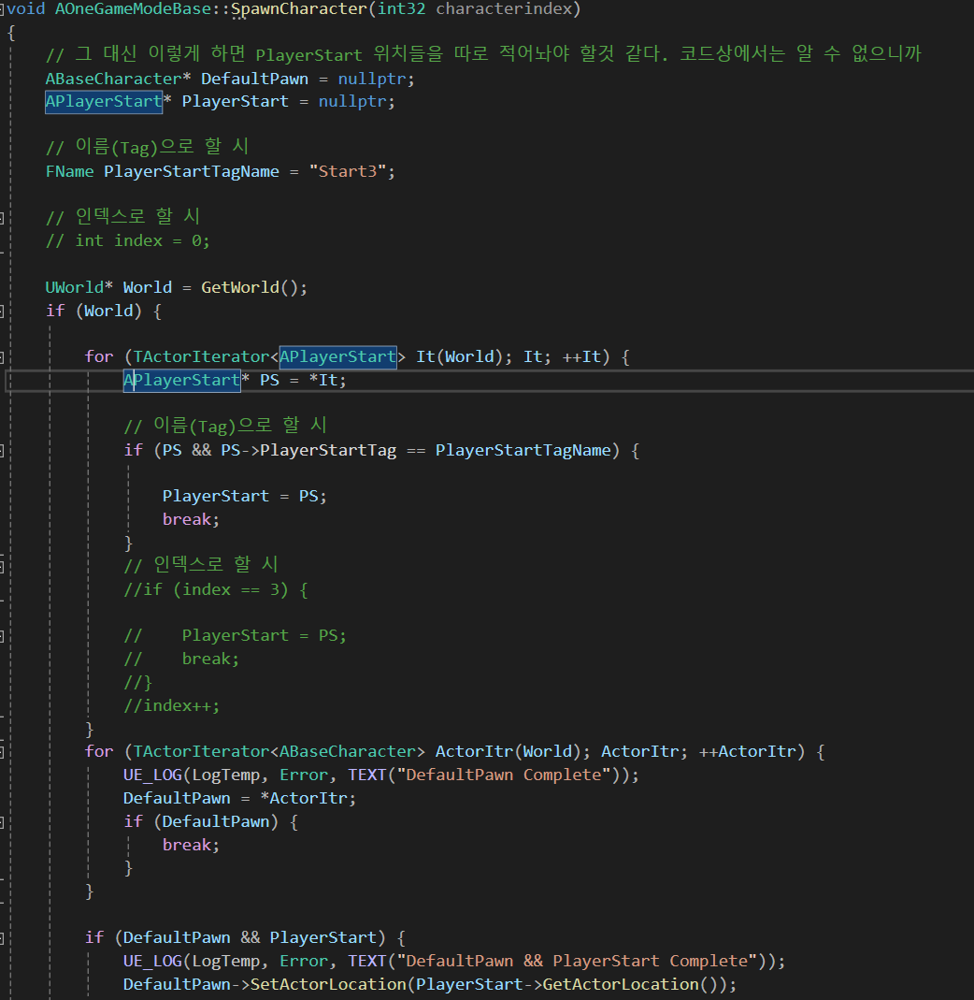 void AOneGameModeBase::SpawnCharacter(int32 characterindex)
{
// 그 대신 이렇게 하면 PlayerStart 위치들을 따로 적어놔야 할것 같다. 코드상에서는 알 수 없으니까
ABaseCharacter* DefaultPawn = nullptr;
APlayerStart* PlayerStart = nullptr;
// 이름(Tag)으로 할 시
FName PlayerStartTagName = "Start3";
// 인덱스로 할 시
// int index = 0;
UWorld* World = GetWorld();
if (World) {
for (TActorIterator<APlayerStart> It(World); It; ++It) {
APlayerStart* PS = *It;
// 이름(Tag)으로 할 시
if (PS && PS->PlayerStartTag == PlayerStartTagName) {
PlayerStart = PS;
break;
}
// 인덱스로 할 시
//if (index == 3) {
//    PlayerStart = PS;
//    break;
//}
//index++;
}
for (TActorIterator<ABaseCharacter> ActorItr(World); ActorItr; ++ActorItr) {
UE_LOG(LogTemp, Error, TEXT("DefaultPawn Complete"));
DefaultPawn = *ActorItr;
if (DefaultPawn) {
break;
}
}
if (DefaultPawn && PlayerStart) {
UE_LOG(LogTemp, Error, TEXT("DefaultPawn && PlayerStart Complete"));
DefaultPawn->SetActorLocation(PlayerStart->GetActorLocation());